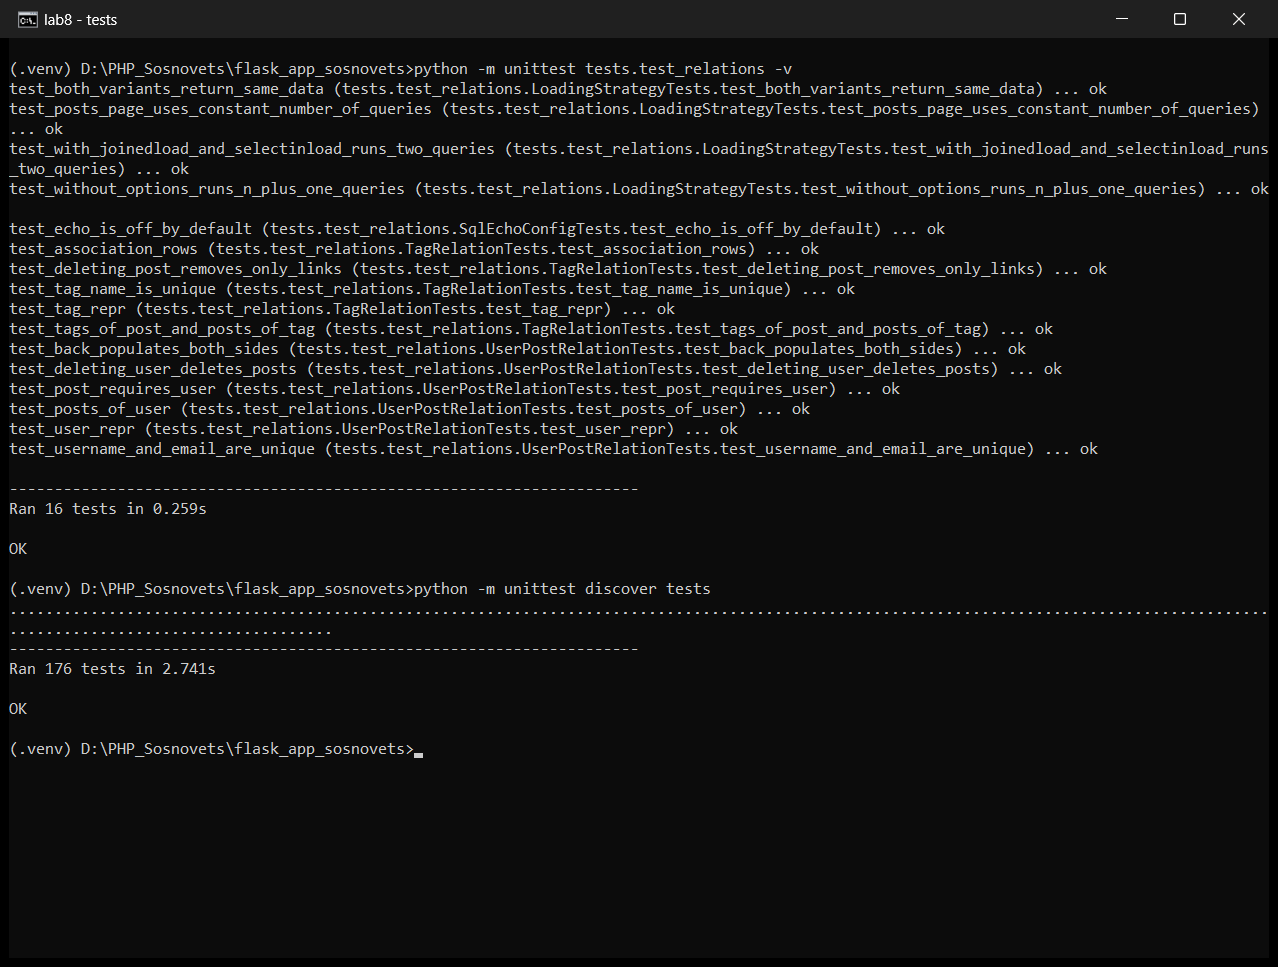 lab8 - tests
(.venv) D:\PHP_Sosnovets\flask_app_sosnovets>python -m unittest tests.test_relations -v
test_both_variants_return_same_data (tests.test_relations.LoadingStrategyTests.test_both_variants_return_same_data) ... ok
test_posts_page_uses_constant_number_of_queries (tests.test_relations.LoadingStrategyTests.test_posts_page_uses_constant_number_of_queries)
... ok
test_with_joinedload_and_selectinload_runs_two_queries (tests.test_relations.LoadingStrategyTests.test_with_joinedload_and_selectinload_runs
_two_queries) ... ok
test_without_options_runs_n_plus_one_queries (tests.test_relations.LoadingStrategyTests.test_without_options_runs_n_plus_one_queries) ... ok
test_echo_is_off_by_default (tests.test_relations.SqlEchoConfigTests.test_echo_is_off_by_default) ... ok
test_association_rows (tests.test_relations.TagRelationTests.test_association_rows) ... ok
test_deleting_post_removes_only_links (tests.test_relations.TagRelationTests.test_deleting_post_removes_only_links) ... ok
test_tag_name_is_unique (tests.test_relations.TagRelationTests.test_tag_name_is_unique) ... ok
test_tag_repr (tests.test_relations.TagRelationTests.test_tag_repr) ... ok
test_tags_of_post_and_posts_of_tag (tests.test_relations.TagRelationTests.test_tags_of_post_and_posts_of_tag) ... ok
test_back_populates_both_sides (tests.test_relations.UserPostRelationTests.test_back_populates_both_sides) ... ok
test_deleting_user_deletes_posts (tests.test_relations.UserPostRelationTests.test_deleting_user_deletes_posts) ... ok
test_post_requires_user (tests.test_relations.UserPostRelationTests.test_post_requires_user) ... ok
test_posts_of_user (tests.test_relations.UserPostRelationTests.test_posts_of_user) ... ok
test_user_repr (tests.test_relations.UserPostRelationTests.test_user_repr) ... ok
test_username_and_email_are_unique (tests.test_relations.UserPostRelationTests.test_username_and_email_are_unique) ... ok
----------------------------------------------------------------------
Ran 16 tests in 0.259s
OK
(.venv) D:\PHP_Sosnovets\flask_app_sosnovets>python -m unittest discover tests
............................................................................................................................................
....................................
----------------------------------------------------------------------
Ran 176 tests in 2.741s
OK
(.venv) D:\PHP_Sosnovets\flask_app_sosnovets>